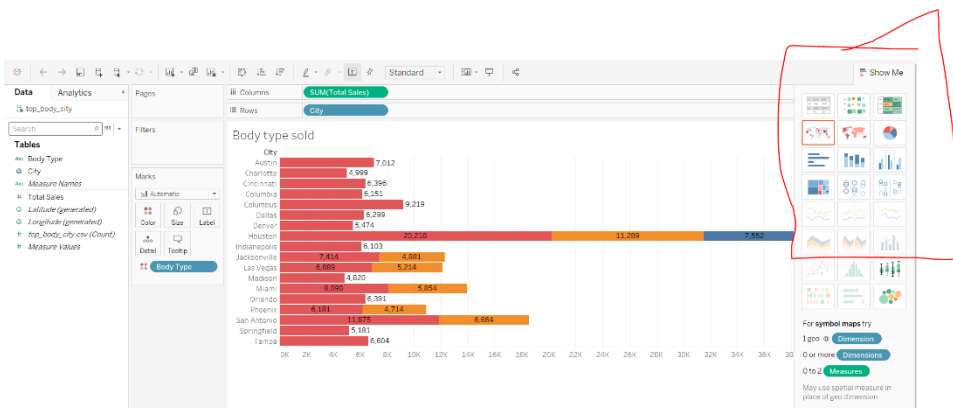 Standard
Show Me
Data Analytics
top_body_city
Search
Tables
Abc Body Type
City
Abc Measure Names
# Total Sales
Latitude (generated)
Longitude (generated)
# top_body_city.csv (Count)
# Measure Values
Pages
Filters
Marks
Automatic
Color Size Label
Detail Tooltip
Body Type
iii Columns SUM(Total Sales)
Rows City
Body type sold
City
Austin 7,012
Charlotte 4,999
Cincinnati 6,396
Columbia 6,151
Columbus 9,219
Dallas 6,299
Denver 5,474
Houston 20,216 11,289 7,552
Indianapolis 6,103
Jacksonville 7,414 4,881
Las Vegas 6,889 5,214
Madison 4,820
Miami 8,090 5,854
Orlando 6,391
Phoenix 6,181 4,714
San Antonio 11,875 6,664
Springfield 5,181
Tampa 6,604
0K 2K 4K 6K 8K 10K 12K 14K 16K 18K 20K 22K 24K 26K 28K 30K 32K 34K 36K
For symbol maps try
1 geo Dimension
0 or more Dimensions
0 to 2 Measures
May use spatial measure in
place of geo dimension